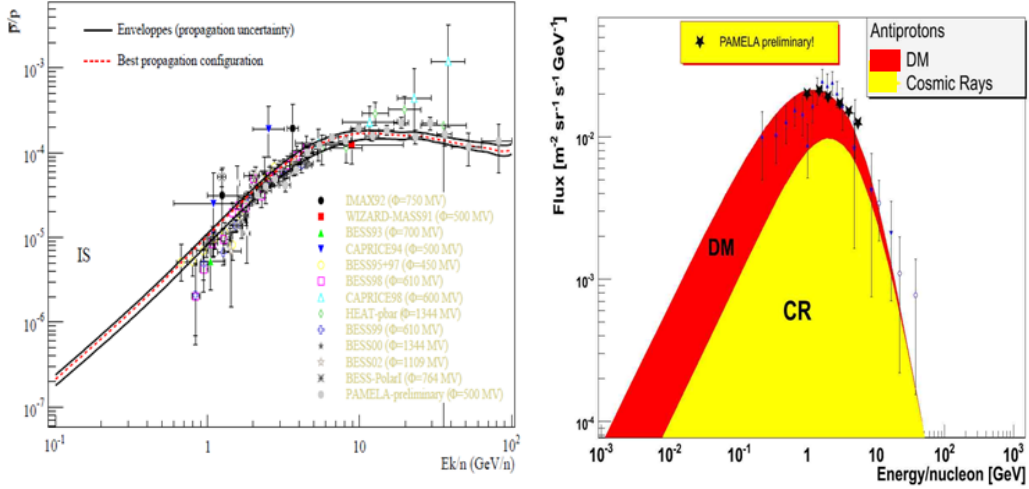 p̅/p
Enveloppes (propagation uncertainty)
Best propagation configuration
10⁻³
10⁻⁴
10⁻⁵
10⁻⁶
10⁻⁷
IS
IMAX92 (Φ=750 MV)
WIZARD-MASS91 (Φ=500 MV)
BESS93 (Φ=700 MV)
CAPRICE94 (Φ=500 MV)
BESS95+97 (Φ=450 MV)
BESS98 (Φ=610 MV)
CAPRICE98 (Φ=600 MV)
HEAT-pbar (Φ=1344 MV)
BESS99 (Φ=610 MV)
BESS00 (Φ=1344 MV)
BESS02 (Φ=1109 MV)
BESS-PolarI (Φ=764 MV)
PAMELA-preliminary (Φ=500 MV)
10⁻¹ 1 10 10²
Ek/n (GeV/n)
PAMELA preliminary!
Antiprotons
DM
Cosmic Rays
Flux [m⁻² sr⁻¹ s⁻¹ GeV⁻¹]
10⁻²
10⁻³
10⁻⁴
DM
CR
10⁻³ 10⁻² 10⁻¹ 1 10 10² 10³
Energy/nucleon [GeV]